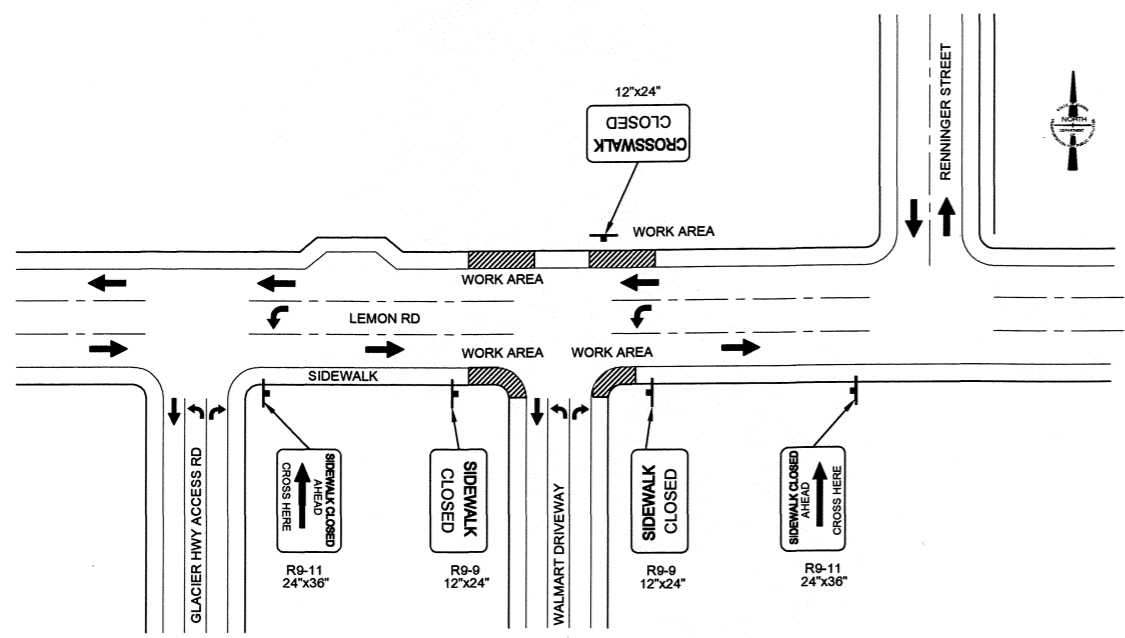 12"x24"
CROSSWALK
CLOSED
RENNINGER STREET
NORTH
WORK AREA
WORK AREA
LEMON RD
WORK AREA
WORK AREA
SIDEWALK
SIDEWALK CLOSED
AHEAD
CROSS HERE
SIDEWALK
CLOSED
SIDEWALK
CLOSED
SIDEWALK CLOSED
AHEAD
CROSS HERE
GLACIER HWY ACCESS RD
WALMART DRIVEWAY
R9-11
24"x36"
R9-9
12"x24"
R9-9
12"x24"
R9-11
24"x36"